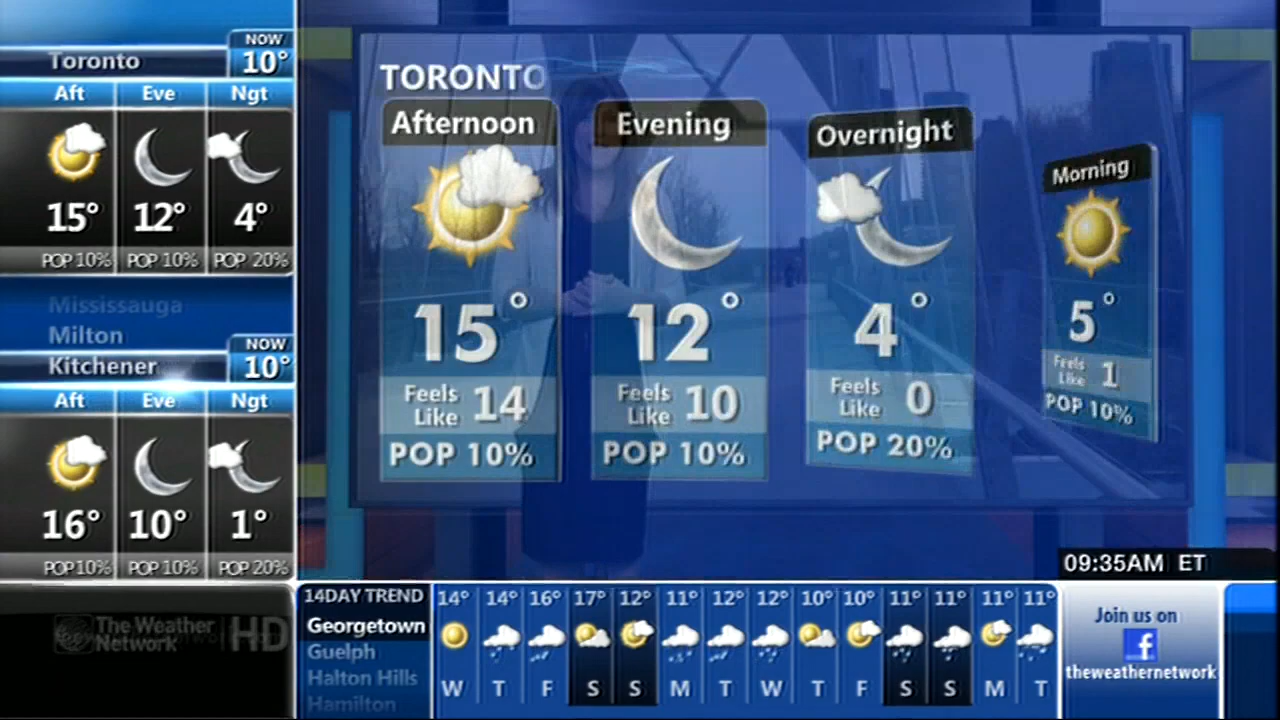 NOW
Toronto 10°
Aft Eve Ngt
15° 12° 4°
POP 10% POP 10% POP 20%
Mississauga
Milton
NOW
Kitchener 10°
Aft Eve Ngt
16° 10° 1°
POP 10% POP 10% POP 20%
The Weather
Network HD
TORONTO
Afternoon Evening Overnight Morning
15° 12° 4° 5°
Feels Like 14 Feels Like 10 Feels Like 0 Feels Like 1
POP 10% POP 10% POP 20% POP 10%
09:35AM ET
14DAY TREND
Georgetown
Guelph
Halton Hills
Hamilton
14° 14° 16° 17° 12° 11° 12° 12° 10° 10° 11° 11° 11° 11°
W T F S S M T W T F S S M T
Join us on
f
theweathernetwork